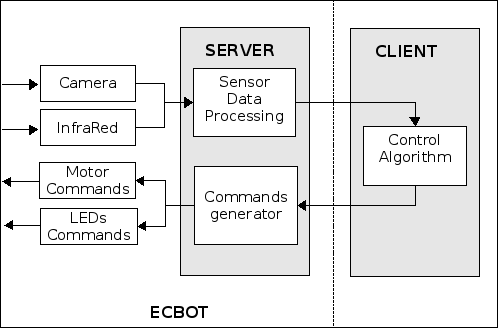 SERVER
CLIENT
Camera
InfraRed
Sensor
Data
Processing
Control
Algorithm
Motor
Commands
LEDs
Commands
Commands
generator
ECBOT